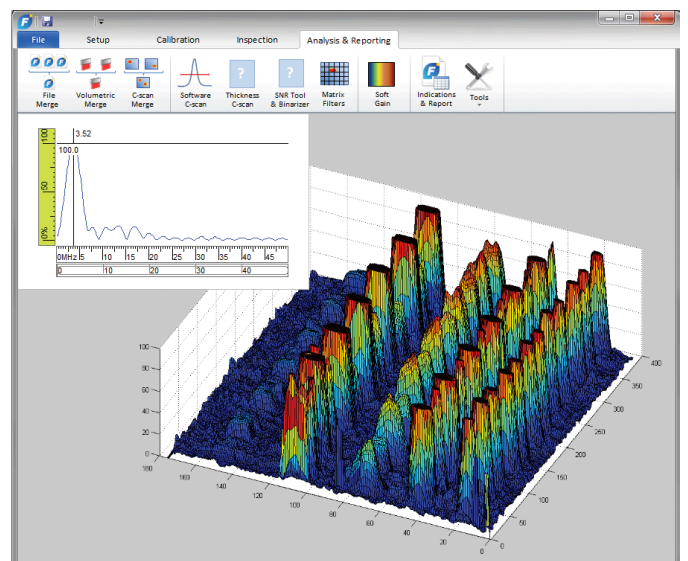 F
File Setup Calibration Inspection Analysis & Reporting
F F F
F
F
File Merge
Volumetric Merge
C-scan Merge
Software C-scan
?
Thickness C-scan
?
SNR Tool & Binarizer
Matrix Filters
Soft Gain
Indications & Report
Tools
3.52
100
100.0
50
0%
0MHz 5 10 15 20 25 30 35 40 45
0 10 20 30 40
100
80
60
40
20
0
180 160 140 120 100 80 60 40 20 0
0 50 100 150 200 250 300 350 400